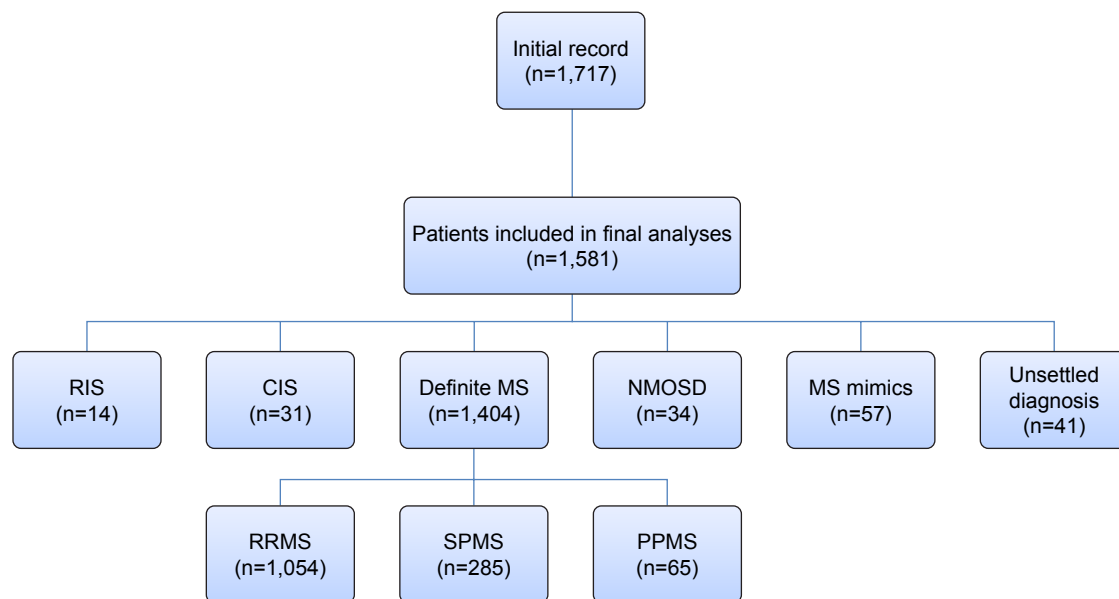 Initial record
(n=1,717)
Patients included in final analyses
(n=1,581)
RIS
(n=14)
CIS
(n=31)
Definite MS
(n=1,404)
NMOSD
(n=34)
MS mimics
(n=57)
Unsettled
diagnosis
(n=41)
RRMS
(n=1,054)
SPMS
(n=285)
PPMS
(n=65)